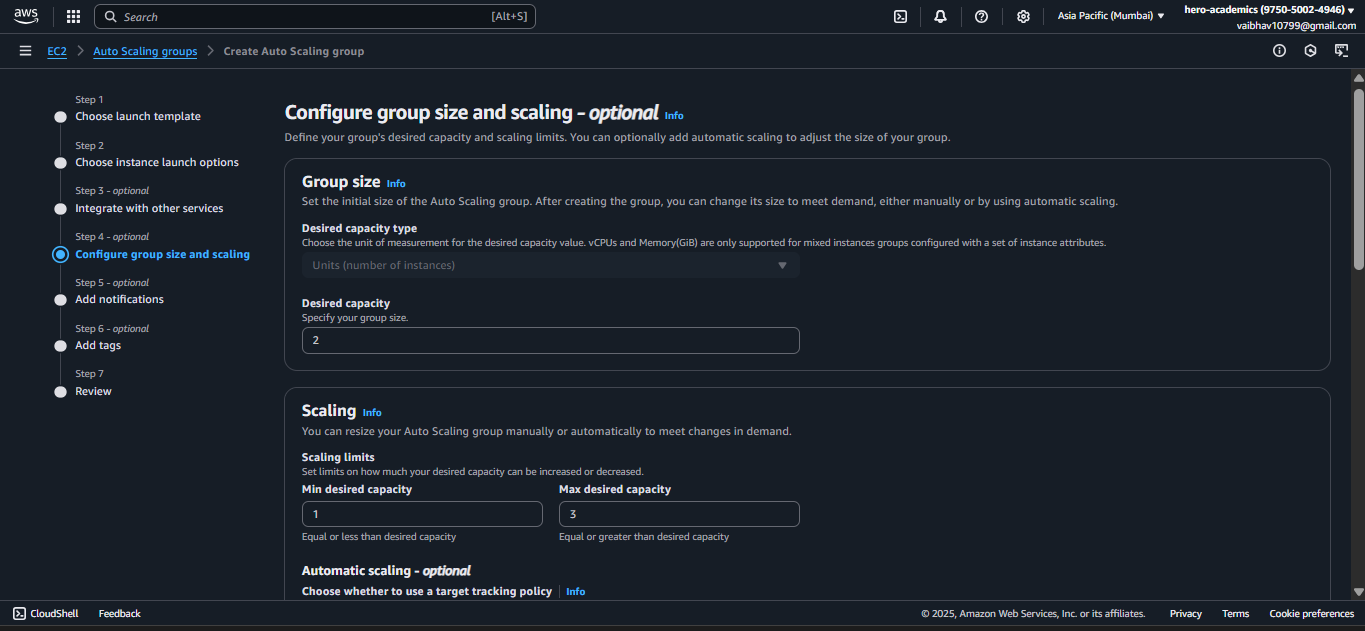 aws
Search [Alt+S]
Asia Pacific (Mumbai)
hero-academics (9750-5002-4946)
vaibhav10799@gmail.com
EC2 > Auto Scaling groups > Create Auto Scaling group
Step 1
Choose launch template
Step 2
Choose instance launch options
Step 3 - optional
Integrate with other services
Step 4 - optional
Configure group size and scaling
Step 5 - optional
Add notifications
Step 6 - optional
Add tags
Step 7
Review
Configure group size and scaling - optional Info
Define your group's desired capacity and scaling limits. You can optionally add automatic scaling to adjust the size of your group.
Group size Info
Set the initial size of the Auto Scaling group. After creating the group, you can change its size to meet demand, either manually or by using automatic scaling.
Desired capacity type
Choose the unit of measurement for the desired capacity value. vCPUs and Memory(GiB) are only supported for mixed instances groups configured with a set of instance attributes.
Units (number of instances)
Desired capacity
Specify your group size.
2
Scaling Info
You can resize your Auto Scaling group manually or automatically to meet changes in demand.
Scaling limits
Set limits on how much your desired capacity can be increased or decreased.
Min desired capacity Max desired capacity
1 3
Equal or less than desired capacity Equal or greater than desired capacity
Automatic scaling - optional
Choose whether to use a target tracking policy Info
CloudShell Feedback © 2025, Amazon Web Services, Inc. or its affiliates. Privacy Terms Cookie preferences